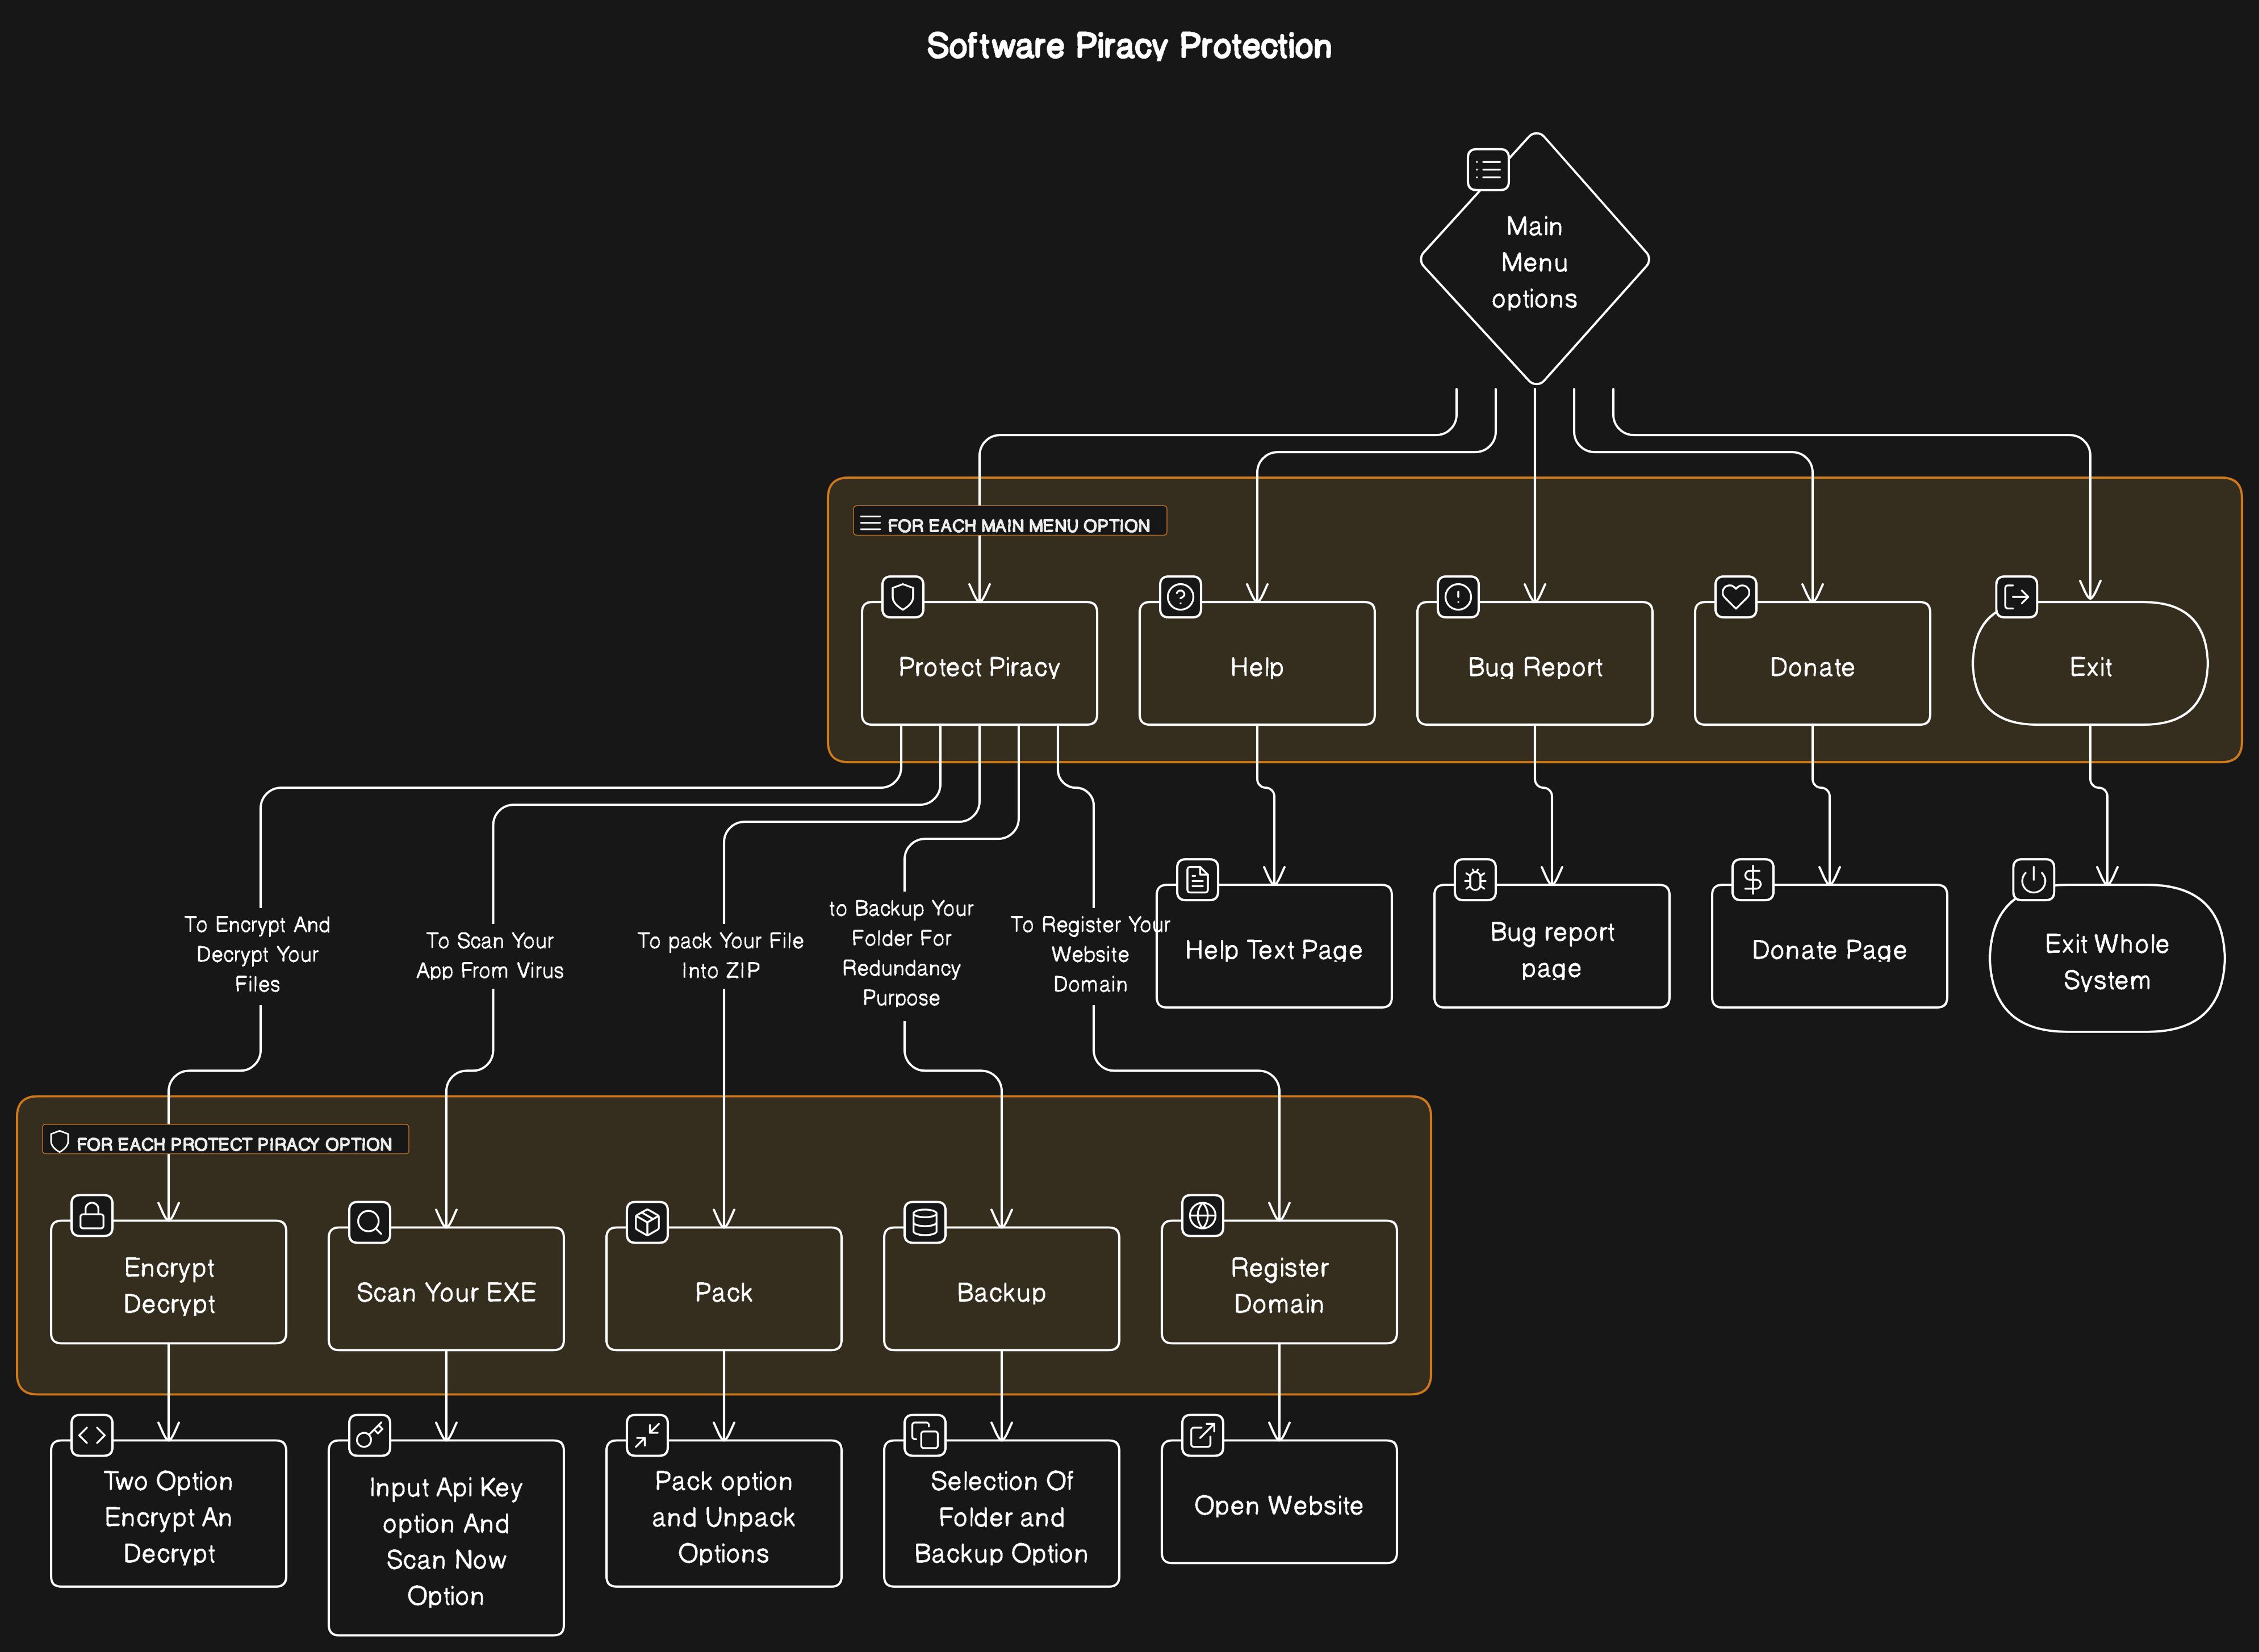 Software Piracy Protection
Main
Menu
options
FOR EACH MAIN MENU OPTION
Protect Piracy
Help
Bug Report
Donate
Exit
To Encrypt And
Decrypt Your
Files
To Scan Your
App From Virus
To pack Your File
Into ZIP
to Backup Your
Folder For
Redundancy
Purpose
To Register Your
Website
Domain
Help Text Page
Bug report
page
Donate Page
Exit Whole
System
FOR EACH PROTECT PIRACY OPTION
Encrypt
Decrypt
Scan Your EXE
Pack
Backup
Register
Domain
Two Option
Encrypt An
Decrypt
Input Api Key
option And
Scan Now
Option
Pack option
and Unpack
Options
Selection Of
Folder and
Backup Option
Open Website